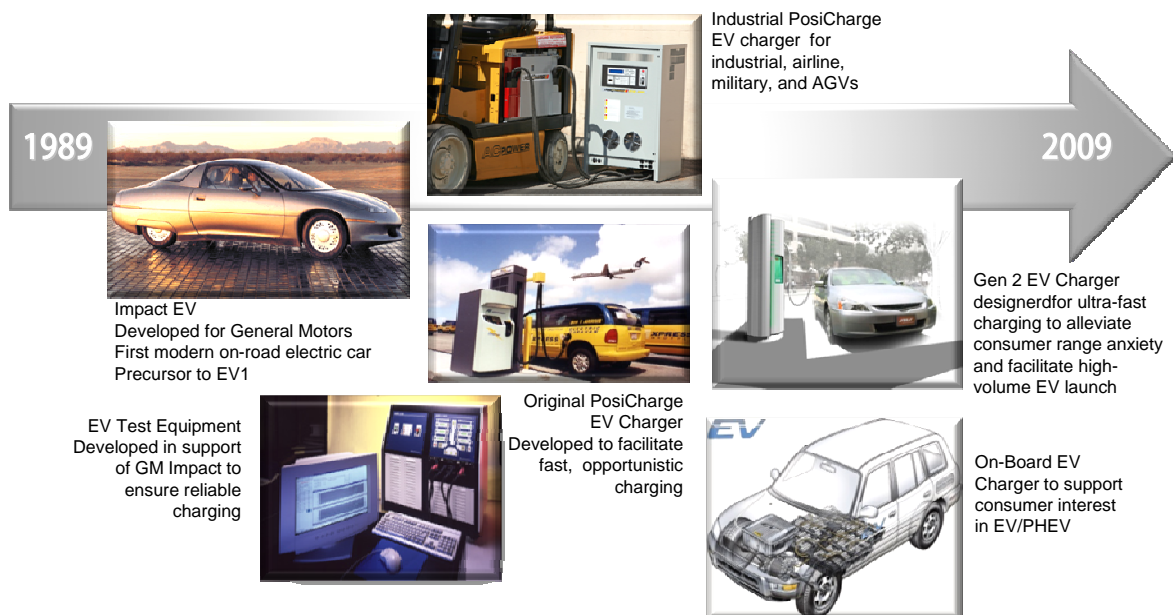 Industrial PosiCharge
EV charger for
industrial, airline,
military, and AGVs
1989
2009
AC POWER
Impact EV
Developed for General Motors
First modern on-road electric car
Precursor to EV1
Gen 2 EV Charger
designerdfor ultra-fast
charging to alleviate
consumer range anxiety
and facilitate high-
volume EV launch
EV Test Equipment
Developed in support
of GM Impact to
ensure reliable
charging
Original PosiCharge
EV Charger
Developed to facilitate
fast, opportunistic
charging
EV
On-Board EV
Charger to support
consumer interest
in EV/PHEV